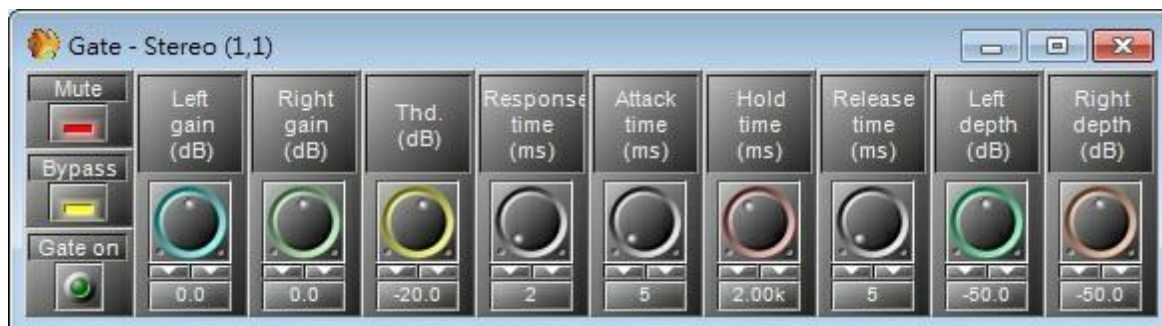 Gate - Stereo (1,1)
Mute
Bypass
Gate on
Left
gain
(dB)
0.0
Right
gain
(dB)
0.0
Thd.
(dB)
-20.0
Response
time
(ms)
2
Attack
time
(ms)
5
Hold
time
(ms)
2.00k
Release
time
(ms)
5
Left
depth
(dB)
-50.0
Right
depth
(dB)
-50.0